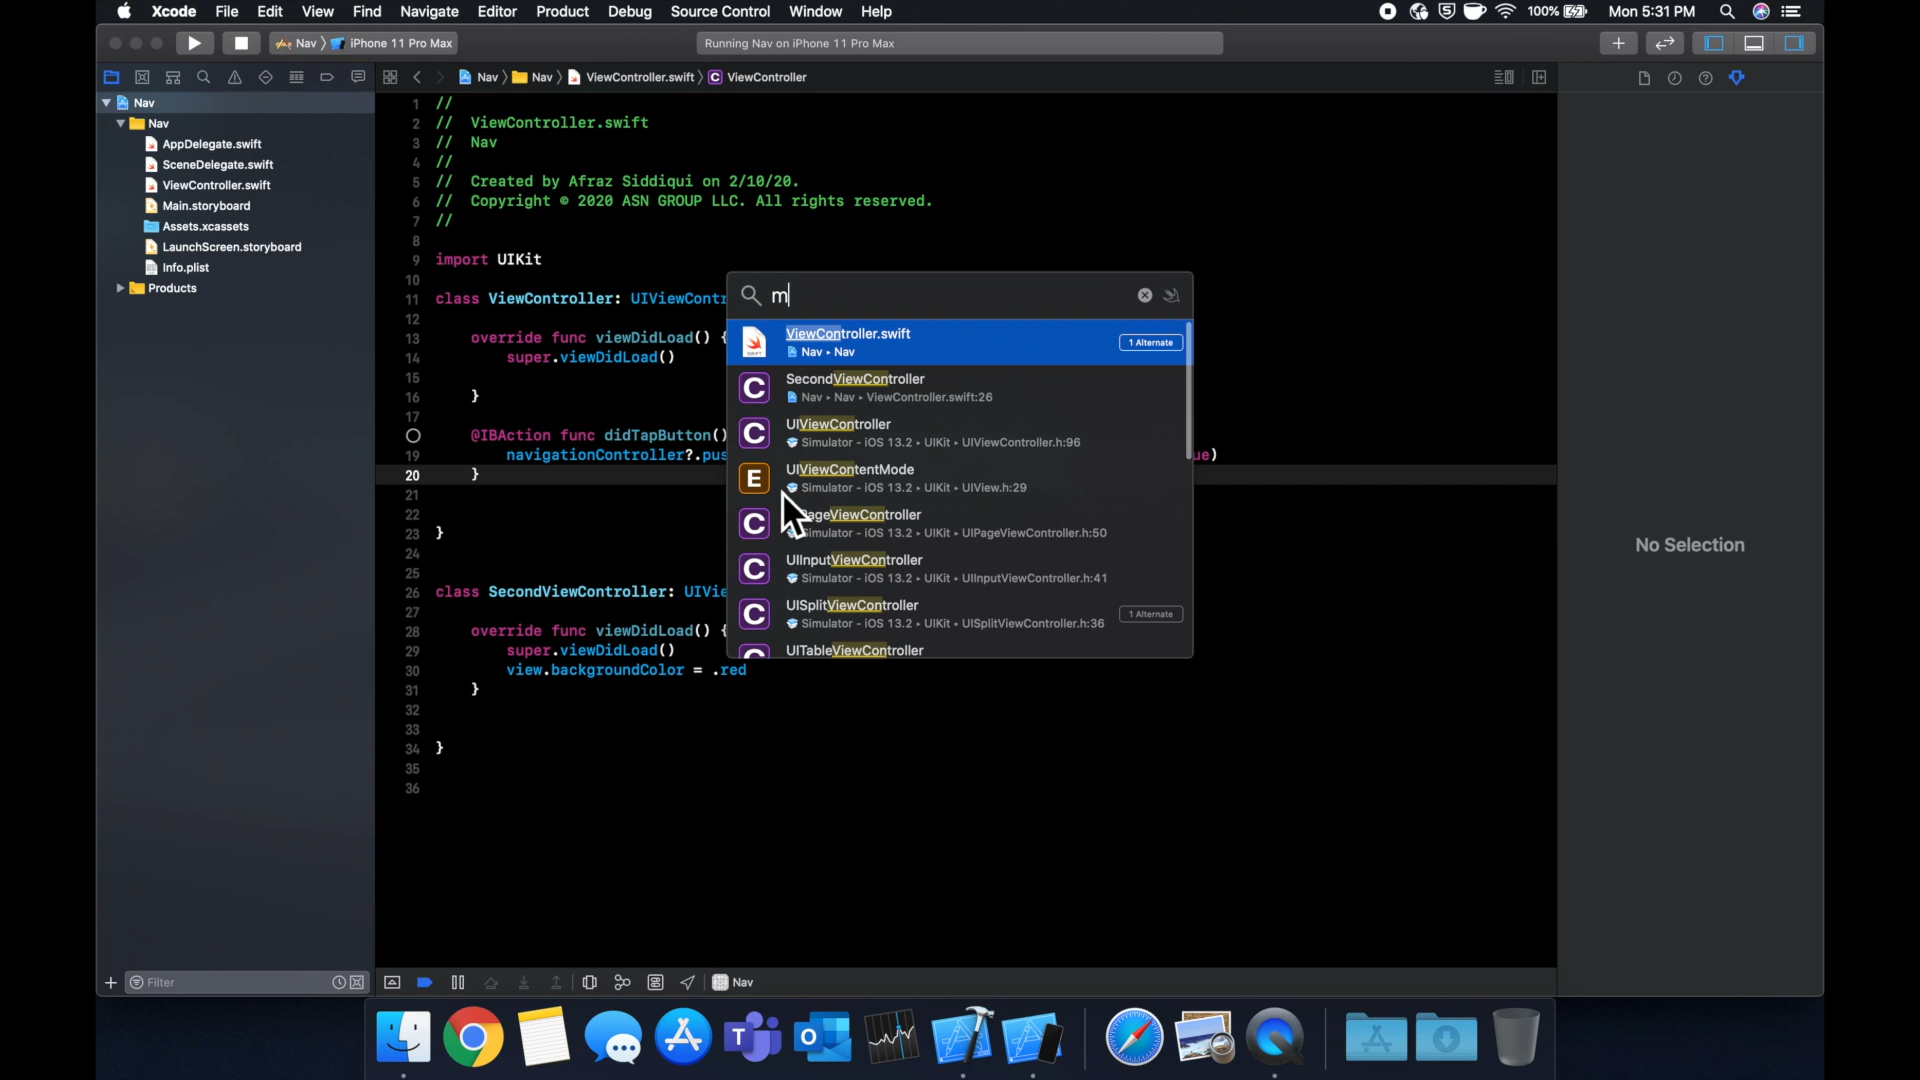 Xcode File Edit View Find Navigate Editor Product Debug Source Control Window Help
100% Mon 5:31 PM
Nav iPhone 11 Pro Max
Running Nav on iPhone 11 Pro Max
Nav Nav ViewController.swift C ViewController
Nav
Nav
AppDelegate.swift
SceneDelegate.swift
ViewController.swift
Main.storyboard
Assets.xcassets
LaunchScreen.storyboard
Info.plist
Products
1 //
2 // ViewController.swift
3 // Nav
4 //
5 // Created by Afraz Siddiqui on 2/10/20.
6 // Copyright © 2020 ASN GROUP LLC. All rights reserved.
7 //
8
9 import UIKit
10
11 class ViewController: UIViewContr
12
13 override func viewDidLoad() {
14 super.viewDidLoad()
15
16 }
17
18 @IBAction func didTapButton()
19 navigationController?.pus ue)
20 }
21
22
23 }
24
25
26 class SecondViewController: UIVie
27
28 override func viewDidLoad() {
29 super.viewDidLoad()
30 view.backgroundColor = .red
31 }
32
33
34 }
35
36
m
ViewController.swift
Nav ▸ Nav
1 Alternate
C SecondViewController
Nav ▸ Nav ▸ ViewController.swift:26
C UIViewController
Simulator - iOS 13.2 ▸ UIKit ▸ UIViewController.h:96
E UIViewContentMode
Simulator - iOS 13.2 ▸ UIKit ▸ UIView.h:29
C ageViewController
Simulator - iOS 13.2 ▸ UIKit ▸ UIPageViewController.h:50
C UIInputViewController
Simulator - iOS 13.2 ▸ UIKit ▸ UIInputViewController.h:41
C UISplitViewController
Simulator - iOS 13.2 ▸ UIKit ▸ UISplitViewController.h:36
1 Alternate
UITableViewController
No Selection
Filter
Nav